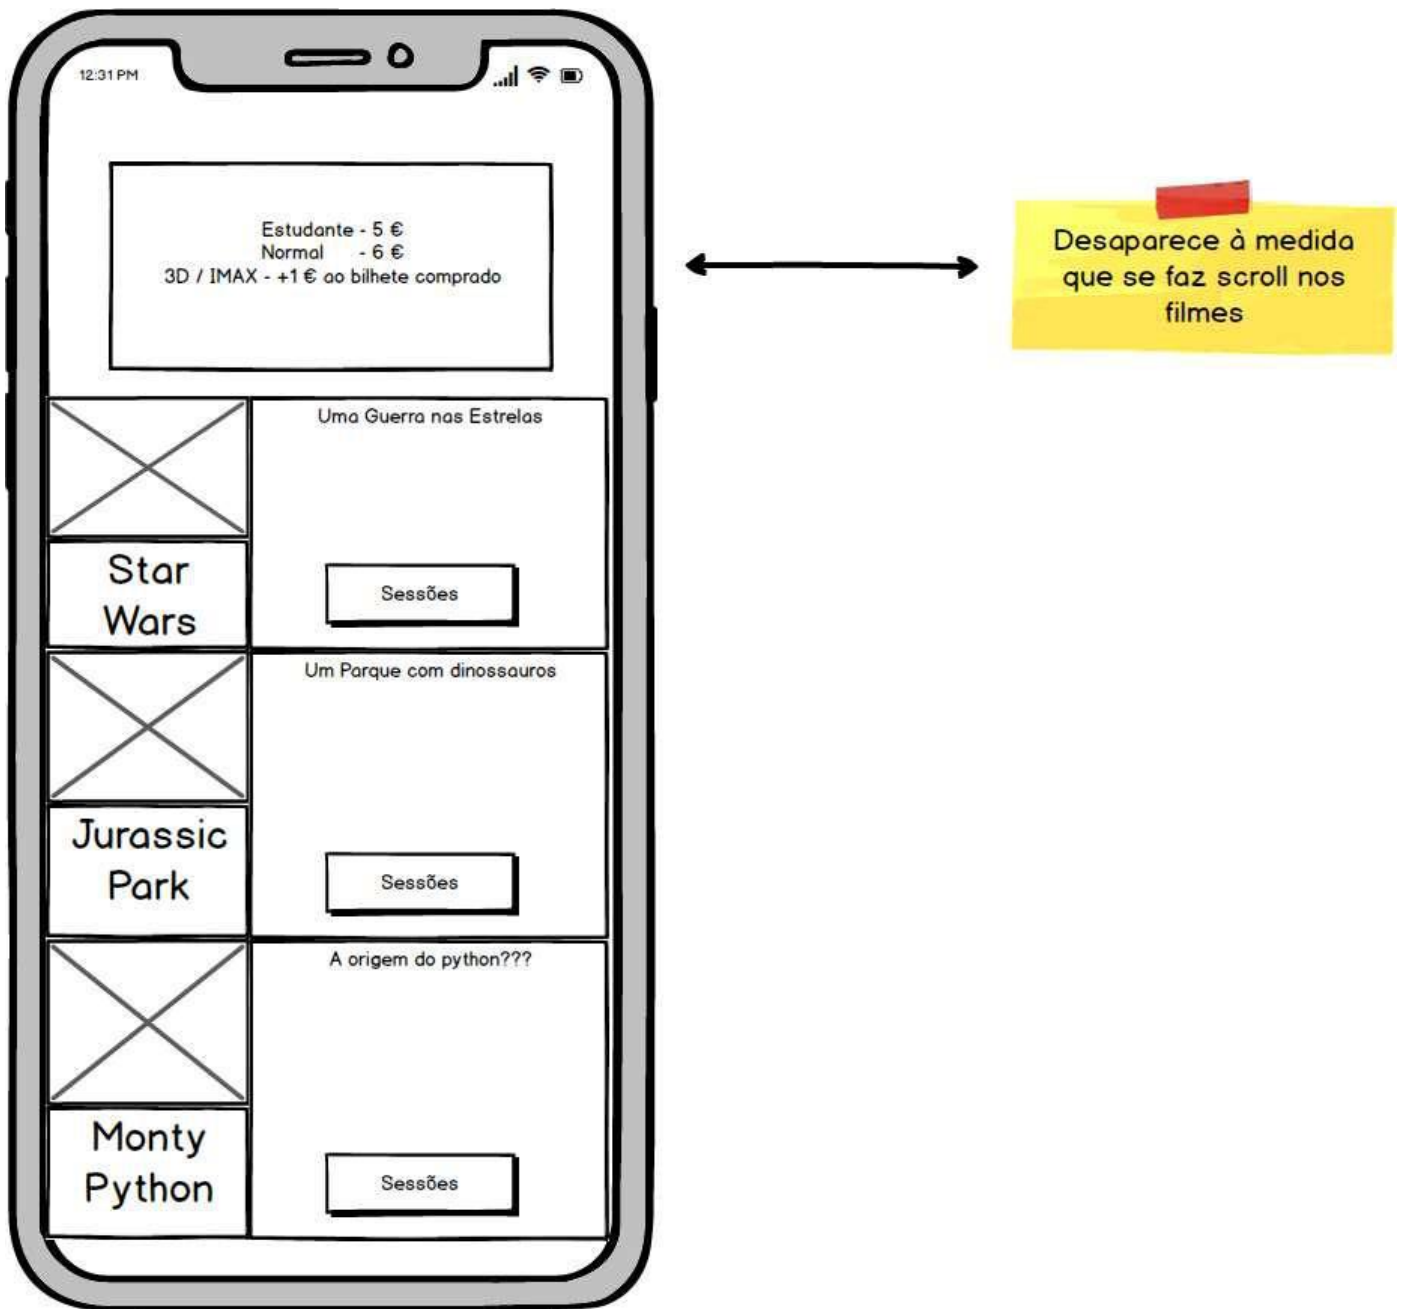 12:31 PM
Estudante - 5 €
Normal - 6 €
3D / IMAX - +1 € ao bilhete comprado
Desaparece à medida
que se faz scroll nos
filmes
Uma Guerra nas Estrelas
Star
Wars
Sessões
Um Parque com dinossauros
Jurassic
Park
Sessões
A origem do python???
Monty
Python
Sessões